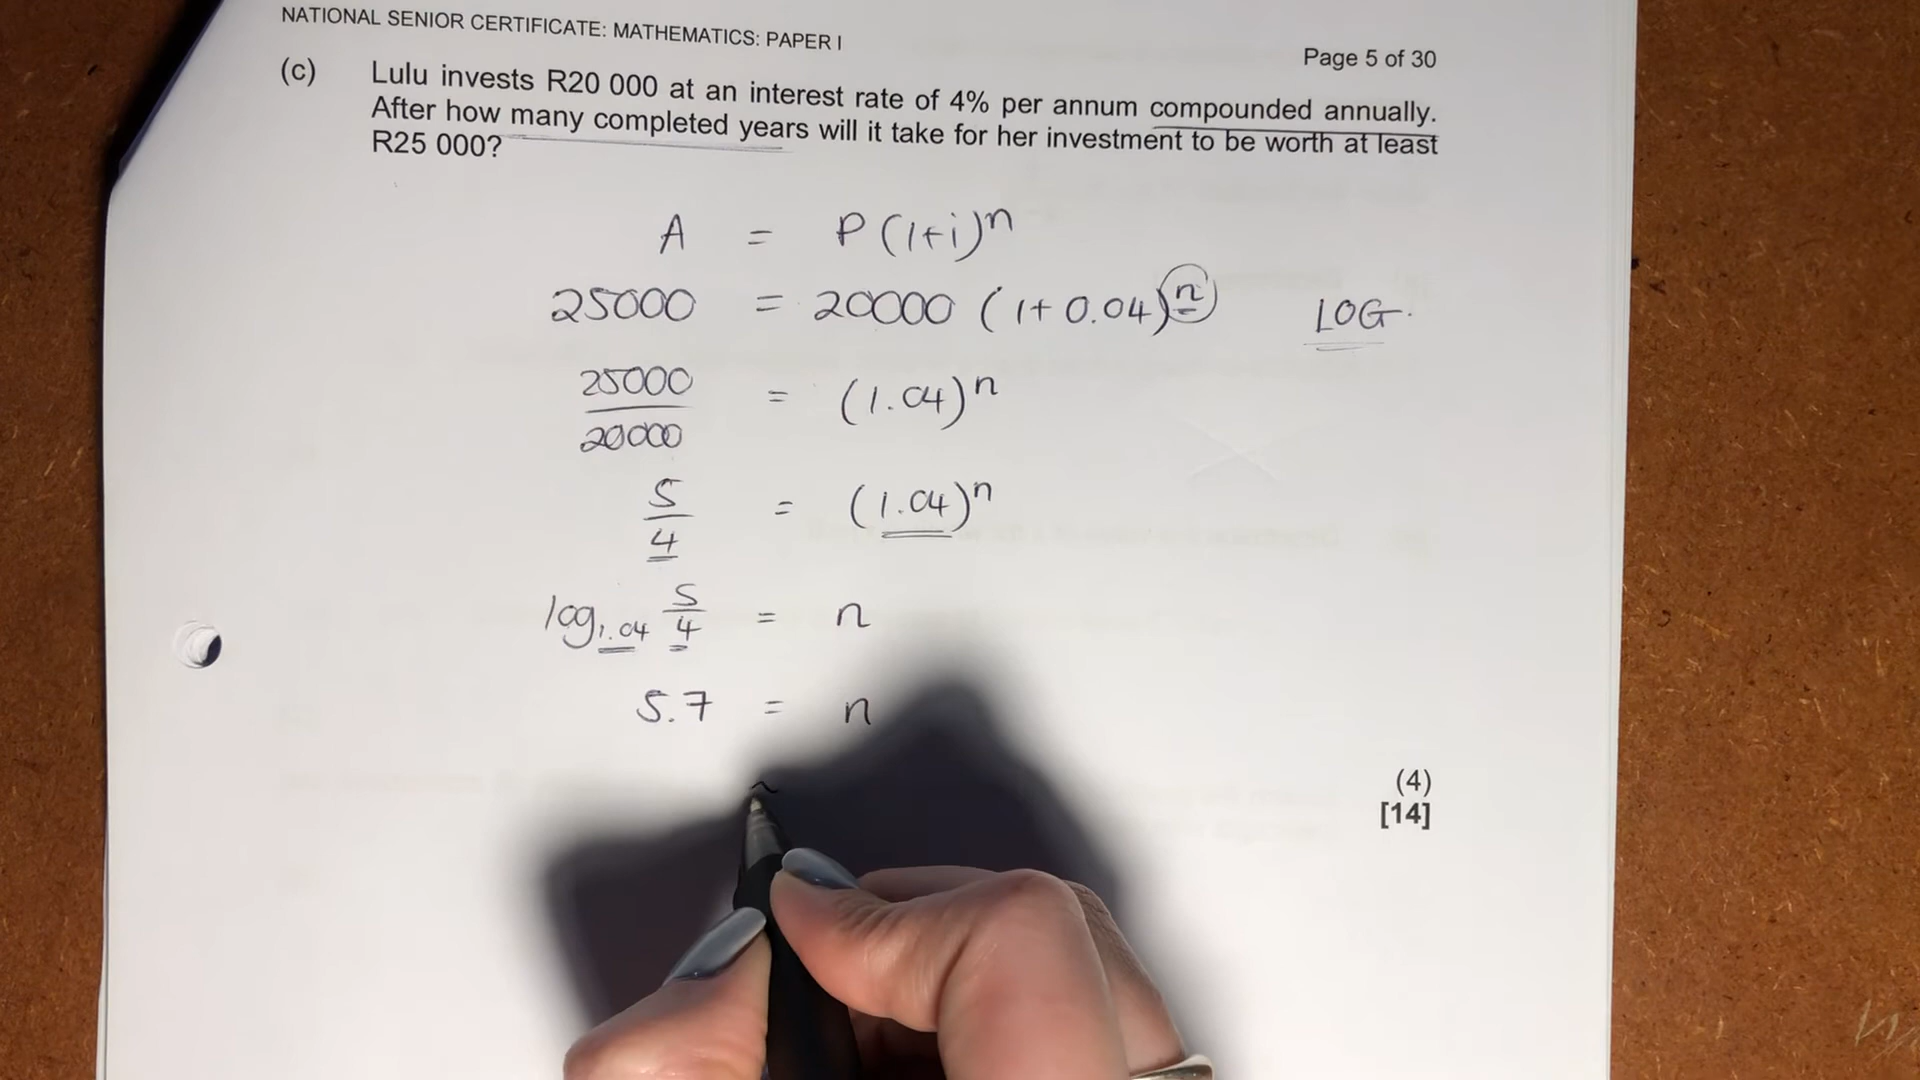 NATIONAL SENIOR CERTIFICATE: MATHEMATICS: PAPER I
Page 5 of 30
(c) Lulu invests R20 000 at an interest rate of 4% per annum compounded annually.
After how many completed years will it take for her investment to be worth at least
R25 000?
A = P(1+i)ⁿ
25000 = 20000 (1+0.04)ⁿ LOG.
25000/20000 = (1.04)ⁿ
5/4 = (1.04)ⁿ
log₁.₀₄ 5/4 = n
5.7 = n
≈
(4)
[14]